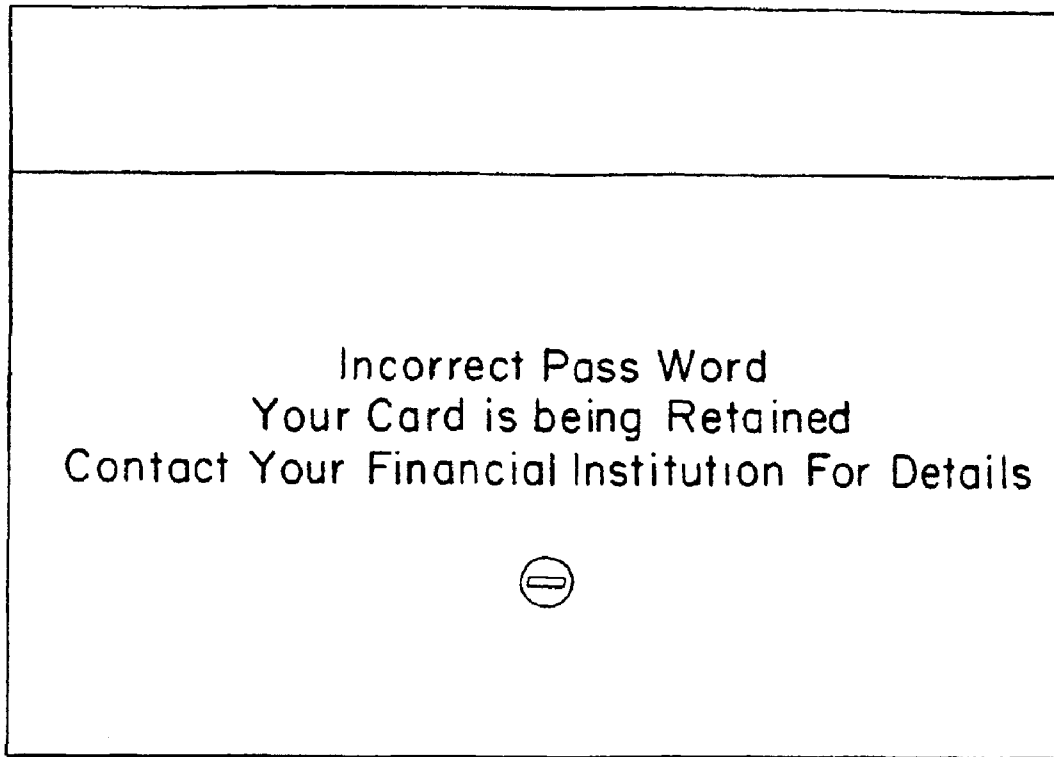 Incorrect Pass Word
Your Card is being Retained
Contact Your Financial Institution For Details